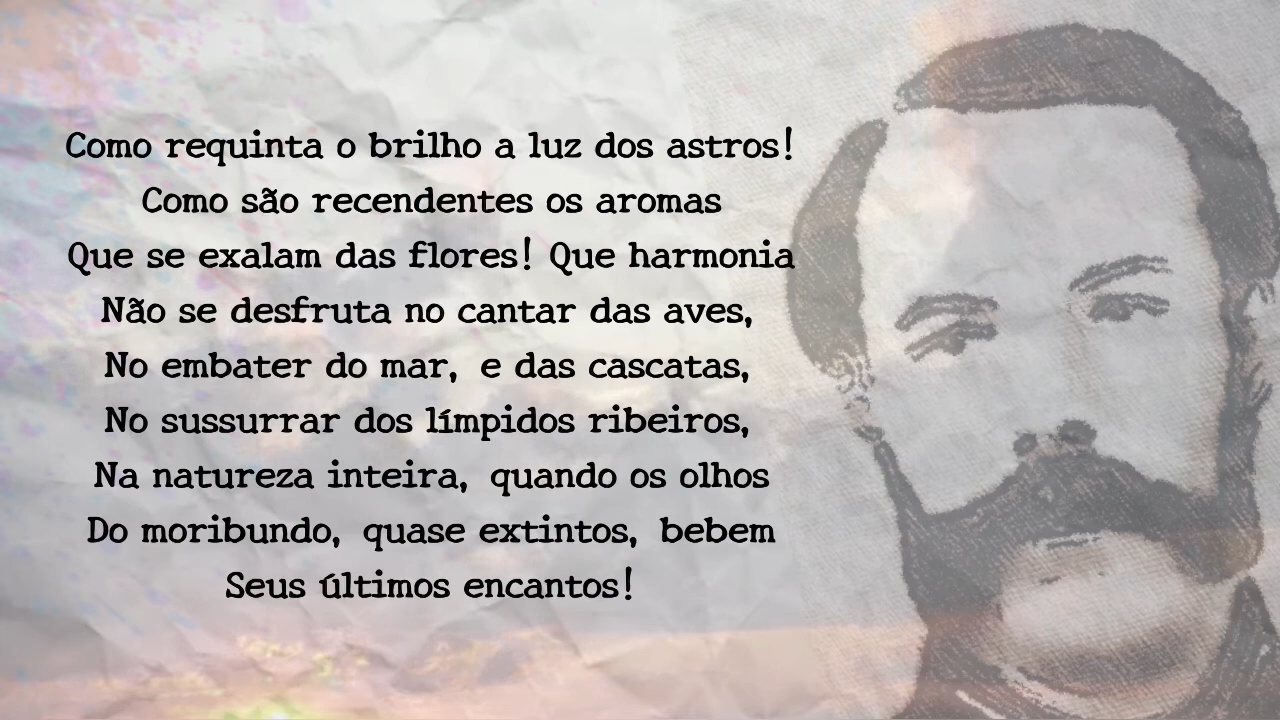 Como requinta o brilho a luz dos astros!
Como são recendentes os aromas
Que se exalam das flores! Que harmonia
Não se desfruta no cantar das aves,
No embater do mar, e das cascatas,
No sussurrar dos límpidos ribeiros,
Na natureza inteira, quando os olhos
Do moribundo, quase extintos, bebem
Seus últimos encantos!